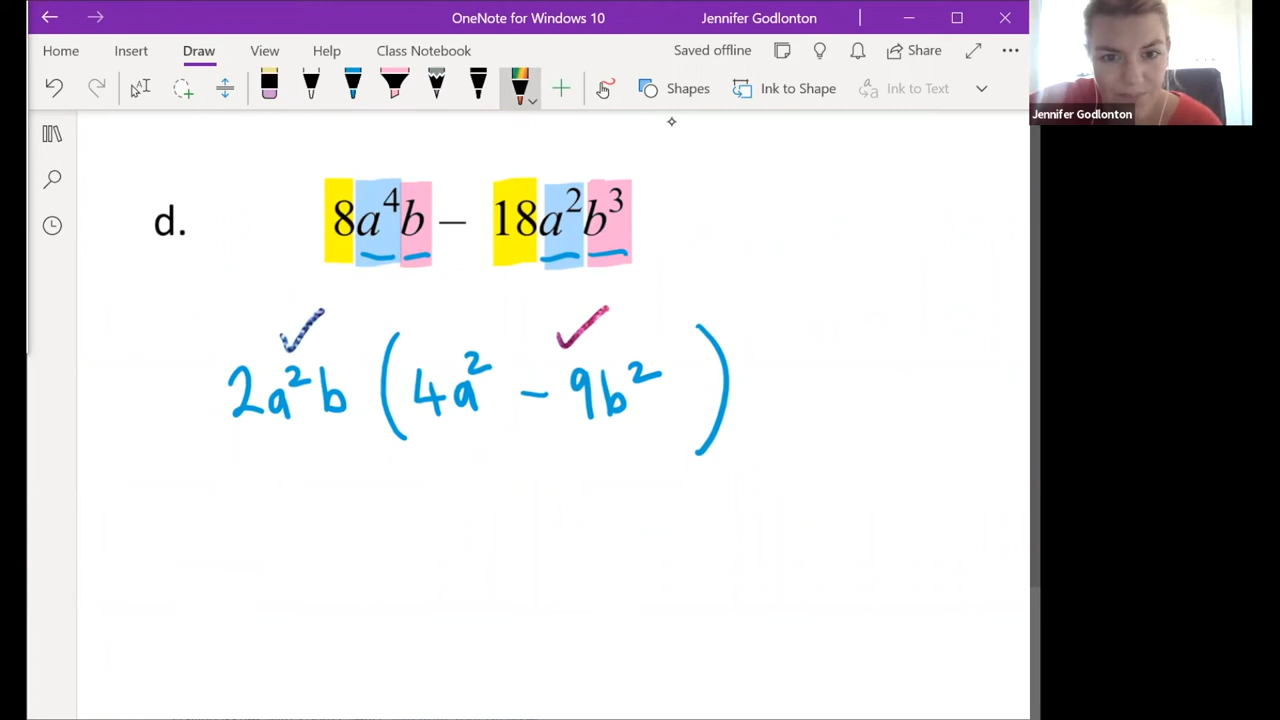 OneNote for Windows 10
Jennifer Godlonton
Home Insert Draw View Help Class Notebook
Saved offline
Share
Shapes
Ink to Shape
Ink to Text
Jennifer Godlonton
d. 8a⁴b − 18a²b³
2a²b (4a² − 9b²)